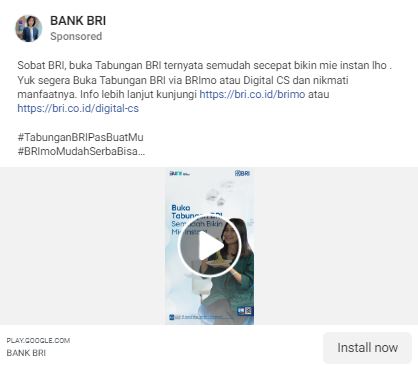 BANK BRI
Sponsored
Sobat BRI, buka Tabungan BRI ternyata semudah secepat bikin mie instan lho .
Yuk segera Buka Tabungan BRI via BRImo atau Digital CS dan nikmati
manfaatnya. Info lebih lanjut kunjungi https://bri.co.id/brimo atau
https://bri.co.id/digital-cs
#TabunganBRIPasBuatMu
#BRImoMudahSerbaBisa...
BRI
Buka
Tabungan BRI
Semudah Bikin
Mie Instan
PLAY.GOOGLE.COM
BANK BRI
Install now